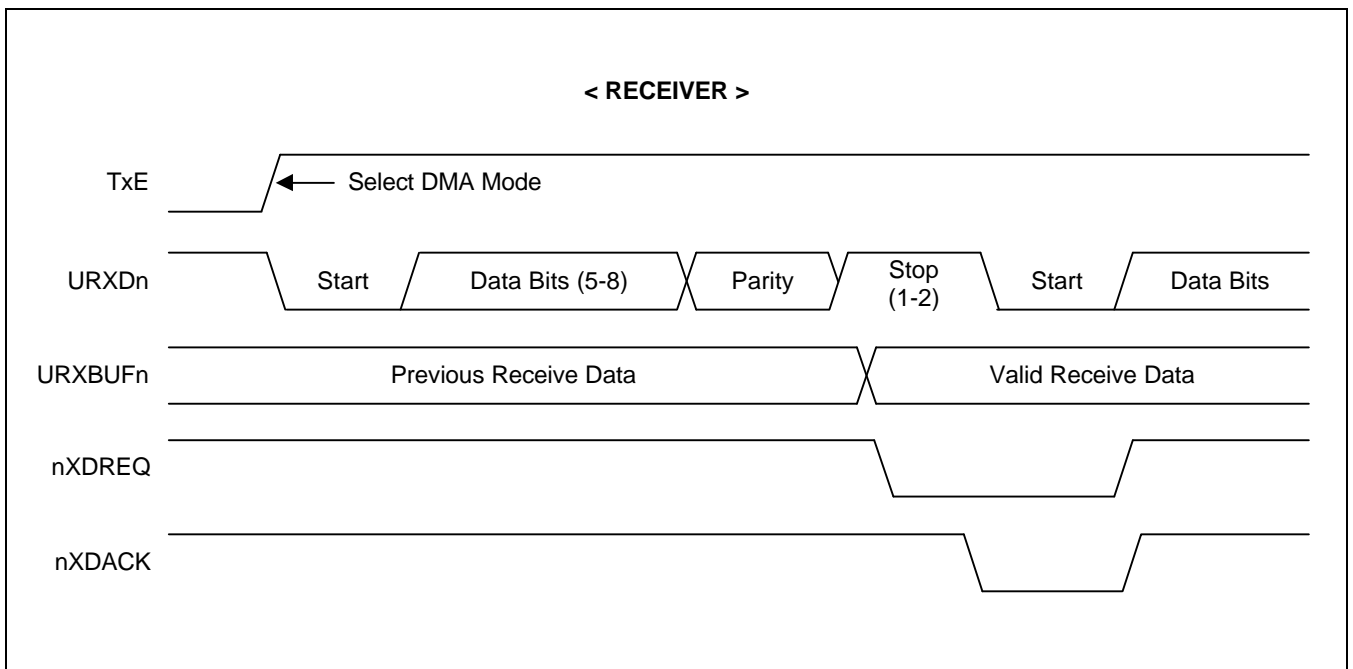 < RECEIVER >
TxE
Select DMA Mode
URXDn
Start
Data Bits (5-8)
Parity
Stop
(1-2)
Start
Data Bits
URXBUFn
Previous Receive Data
Valid Receive Data
nXDREQ
nXDACK